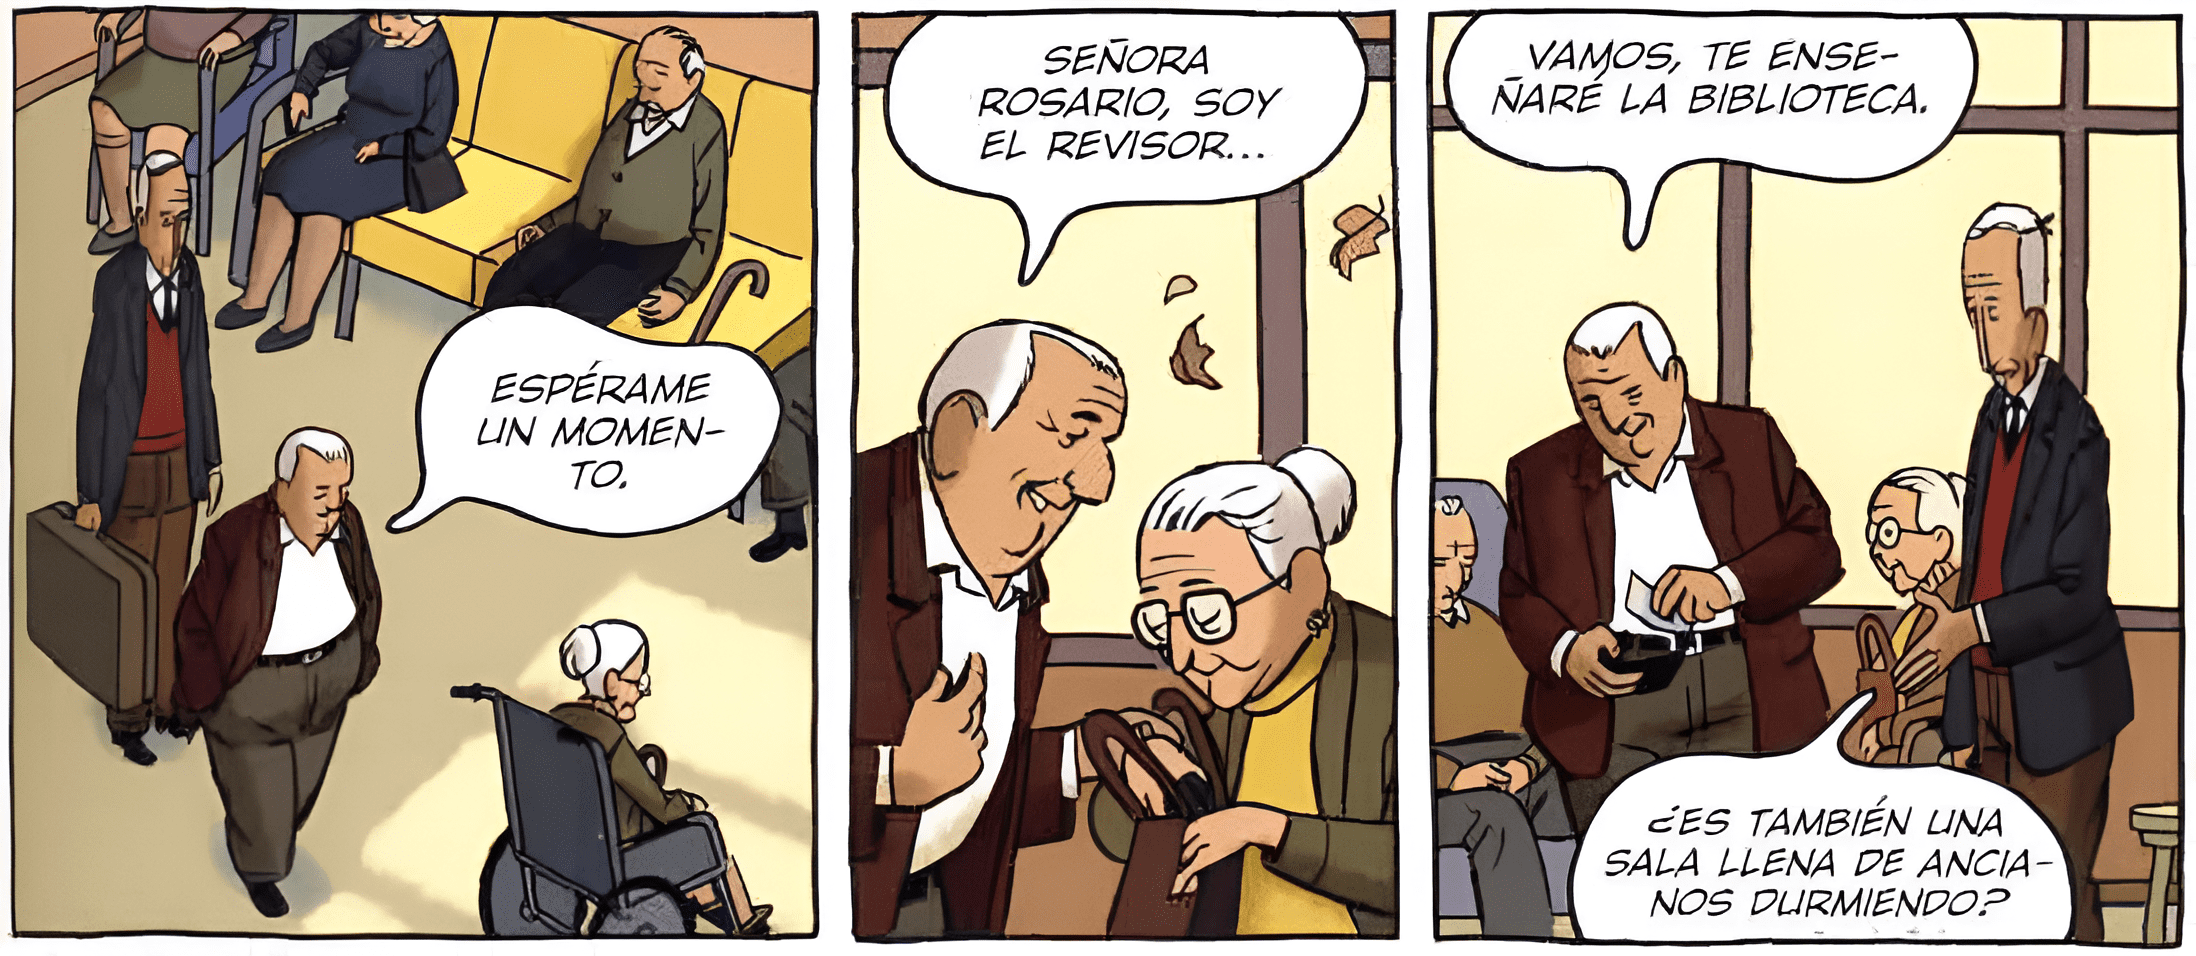 ESPÉRAME
UN MOMEN-
TO.
SEÑORA
ROSARIO, SOY
EL REVISOR...
VAMOS, TE ENSE-
ÑARÉ LA BIBLIOTECA.
¿ES TAMBIÉN UNA
SALA LLENA DE ANCIA-
NOS DURMIENDO?